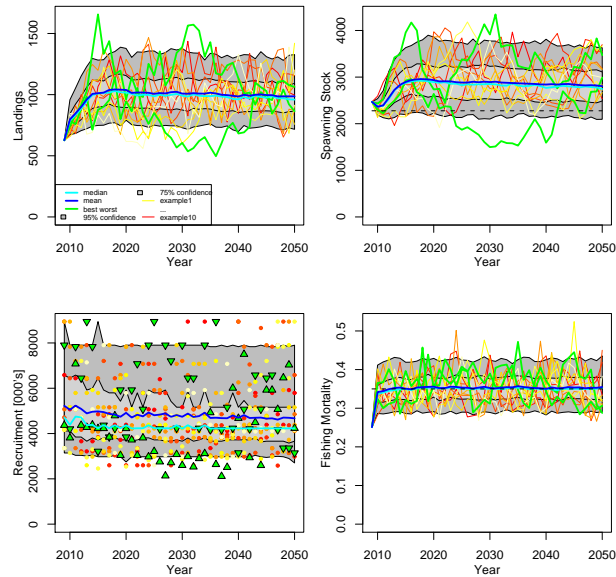 1500
1000
500
0
Landings
median
mean
best worst
95% confidence
75% confidence
example1
...
example10
2010 2020 2030 2040 2050
Year
4000
3000
2000
1000
0
Spawning Stock
2010 2020 2030 2040 2050
Year
8000
6000
4000
2000
0
Recruitment [000's]
2010 2020 2030 2040 2050
Year
0.5
0.4
0.3
0.2
0.1
0.0
Fishing Mortality
2010 2020 2030 2040 2050
Year